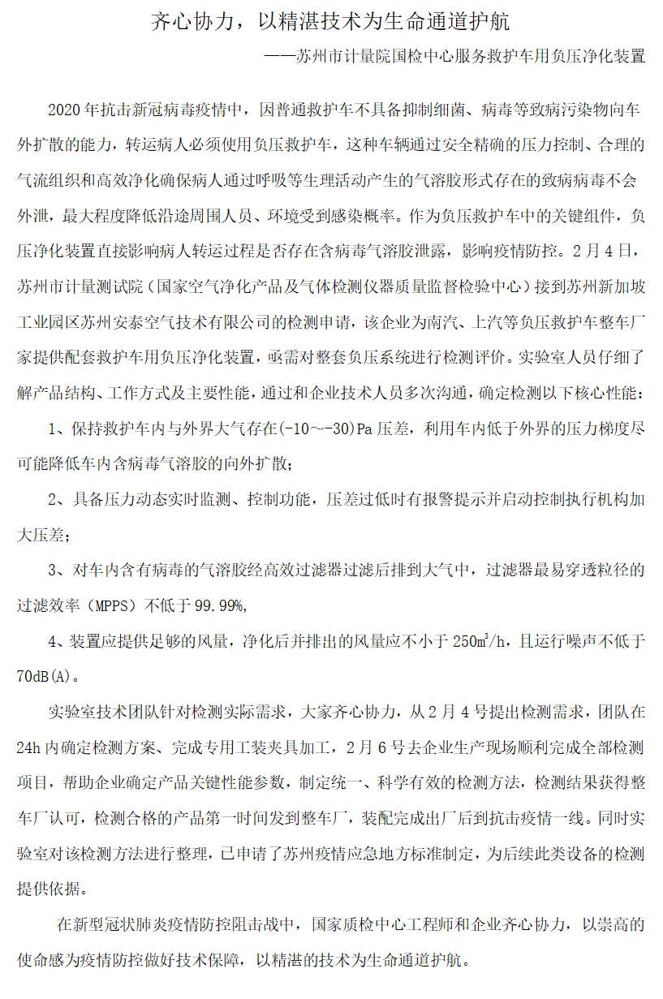 齐心协力，以精湛技术为生命通道护航
——苏州市计量院国检中心服务救护车用负压净化装置
2020年抗击新冠病毒疫情中，因普通救护车不具备抑制细菌、病毒等致病污染物向车
外扩散的能力，转运病人必须使用负压救护车，这种车辆通过安全精确的压力控制、合理的
气流组织和高效净化确保病人通过呼吸等生理活动产生的气溶胶形式存在的致病病毒不会
外泄，最大程度降低沿途周围人员、环境受到感染概率。作为负压救护车中的关键组件，负
压净化装置直接影响病人转运过程是否存在含病毒气溶胶泄露，影响疫情防控。2月4日，
苏州市计量测试院（国家空气净化产品及气体检测仪器质量监督检验中心）接到苏州新加坡
工业园区苏州安泰空气技术有限公司的检测申请，该企业为南汽、上汽等负压救护车整车厂
家提供配套救护车用负压净化装置，亟需对整套负压系统进行检测评价。实验室人员仔细了
解产品结构、工作方式及主要性能，通过和企业技术人员多次沟通，确定检测以下核心性能：
1、保持救护车内与外界大气存在(-10～-30)Pa压差，利用车内低于外界的压力梯度尽
可能降低车内含病毒气溶胶的向外扩散；
2、具备压力动态实时监测、控制功能，压差过低时有报警提示并启动控制执行机构加
大压差；
3、对车内含有病毒的气溶胶经高效过滤器过滤后排到大气中，过滤器最易穿透粒径的
过滤效率（MPPS）不低于99.99%,
4、装置应提供足够的风量，净化后并排出的风量应不小于250m³/h，且运行噪声不低于
70dB(A)。
实验室技术团队针对检测实际需求，大家齐心协力，从2月4号提出检测需求，团队在
24h内确定检测方案、完成专用工装夹具加工，2月6号去企业生产现场顺利完成全部检测
项目，帮助企业确定产品关键性能参数，制定统一、科学有效的检测方法，检测结果获得整
车厂认可，检测合格的产品第一时间发到整车厂，装配完成出厂后到抗击疫情一线。同时实
验室对该检测方法进行整理，已申请了苏州疫情应急地方标准制定，为后续此类设备的检测
提供依据。
在新型冠状肺炎疫情防控阻击战中，国家质检中心工程师和企业齐心协力，以崇高的
使命感为疫情防控做好技术保障，以精湛的技术为生命通道护航。